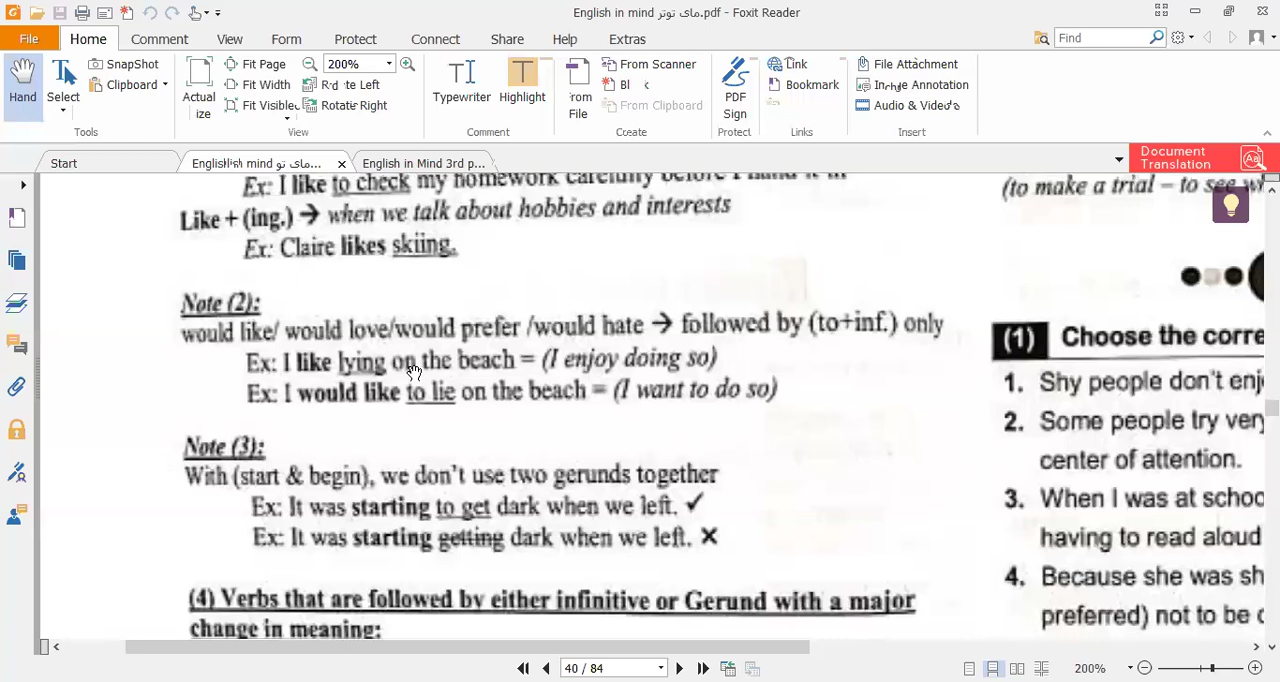 English in mind ماى توتر.pdf - Foxit Reader
File Home Comment View Form Protect Connect Share Help Extras
Find
Hand
Select
SnapShot
Clipboard
Tools
Actual
ize
Fit Page
Fit Width
Fit Visible
200%
Rotate Right
View
Typewriter
Highlight
Comment
From
File
From Scanner
From Clipboard
Create
PDF
Sign
Protect
Link
Bookmark
Links
File Attachment
Image Annotation
Audio & Videos
Insert
Start
English in Mind 3rd p...
Document
Translation
Ex: I like to check my homework carefully before I hand it in
Like + (ing.) → when we talk about hobbies and interests
Ex: Claire likes skiing.
Note (2):
would like/ would love/would prefer /would hate → followed by (to+inf.) only
Ex: I like lying on the beach = (I enjoy doing so)
Ex: I would like to lie on the beach = (I want to do so)
Note (3):
With (start & begin), we don't use two gerunds together
Ex: It was starting to get dark when we left. ✓
Ex: It was starting getting dark when we left. ✗
(4) Verbs that are followed by either infinitive or Gerund with a major
change in meaning:
(to make a trial – to see w
(1) Choose the corre
1. Shy people don't enj
2. Some people try very
center of attention.
3. When I was at schoo
having to read aloud
4. Because she was sh
preferred) not to be c
40 / 84
200%